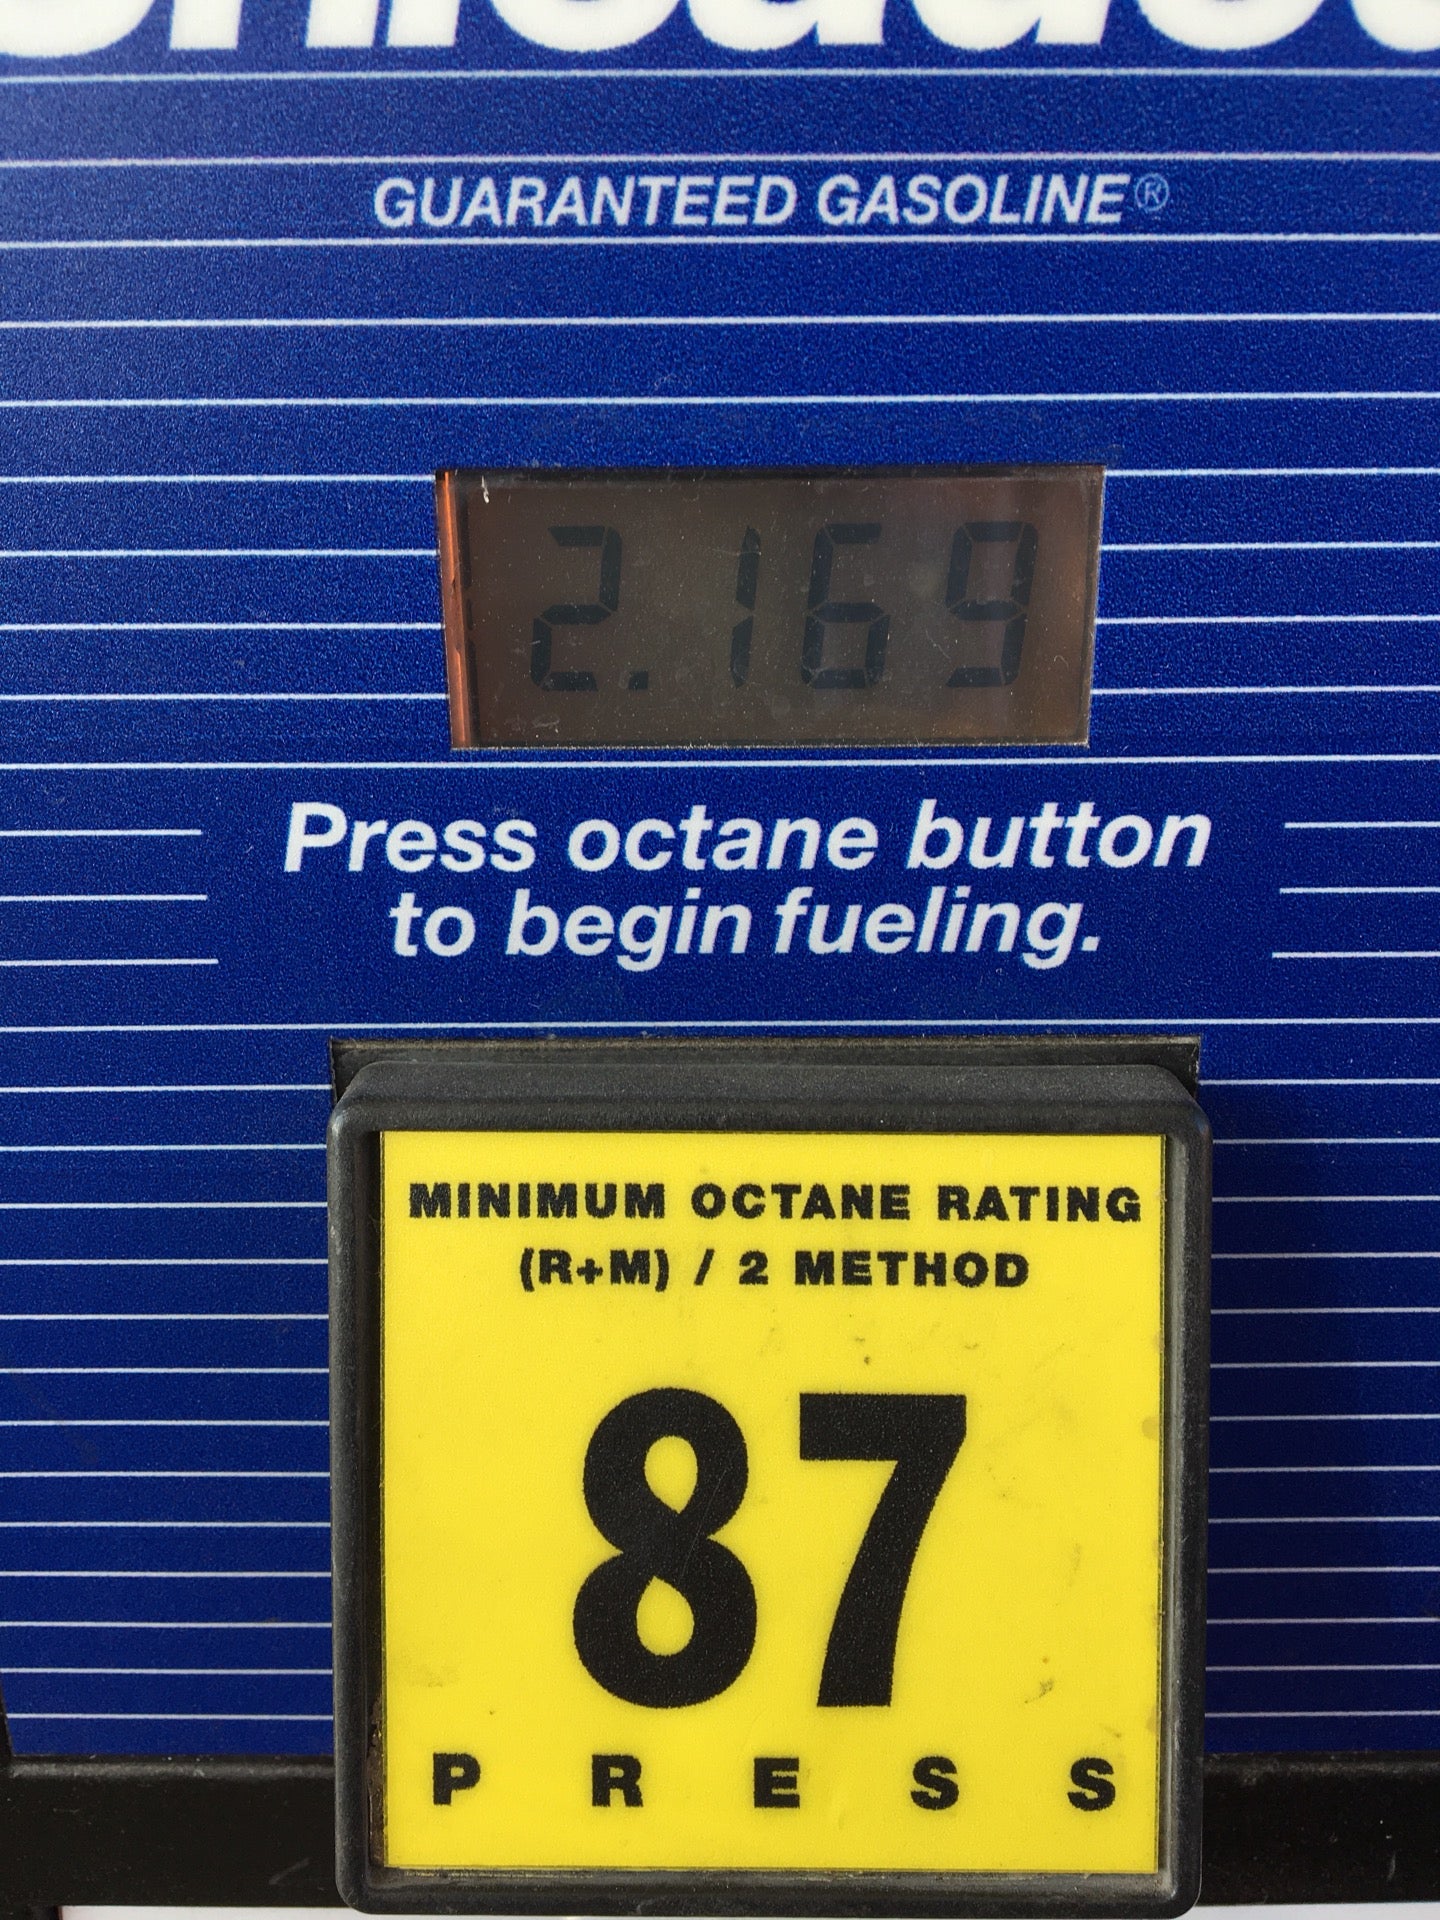 GUARANTEED GASOLINE®
2.169
Press octane button
to begin fueling.
MINIMUM OCTANE RATING
(R+M) / 2 METHOD
87
PRESS